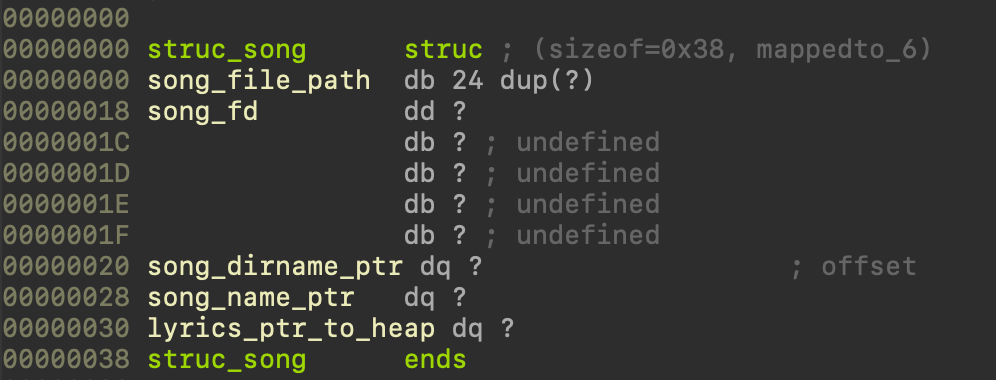 00000000
00000000 struc_song      struc ; (sizeof=0x38, mappedto_6)
00000000 song_file_path  db 24 dup(?)
00000018 song_fd         dd ?
0000001C                 db ? ; undefined
0000001D                 db ? ; undefined
0000001E                 db ? ; undefined
0000001F                 db ? ; undefined
00000020 song_dirname_ptr dq ?                   ; offset
00000028 song_name_ptr   dq ?
00000030 lyrics_ptr_to_heap dq ?
00000038 struc_song      ends